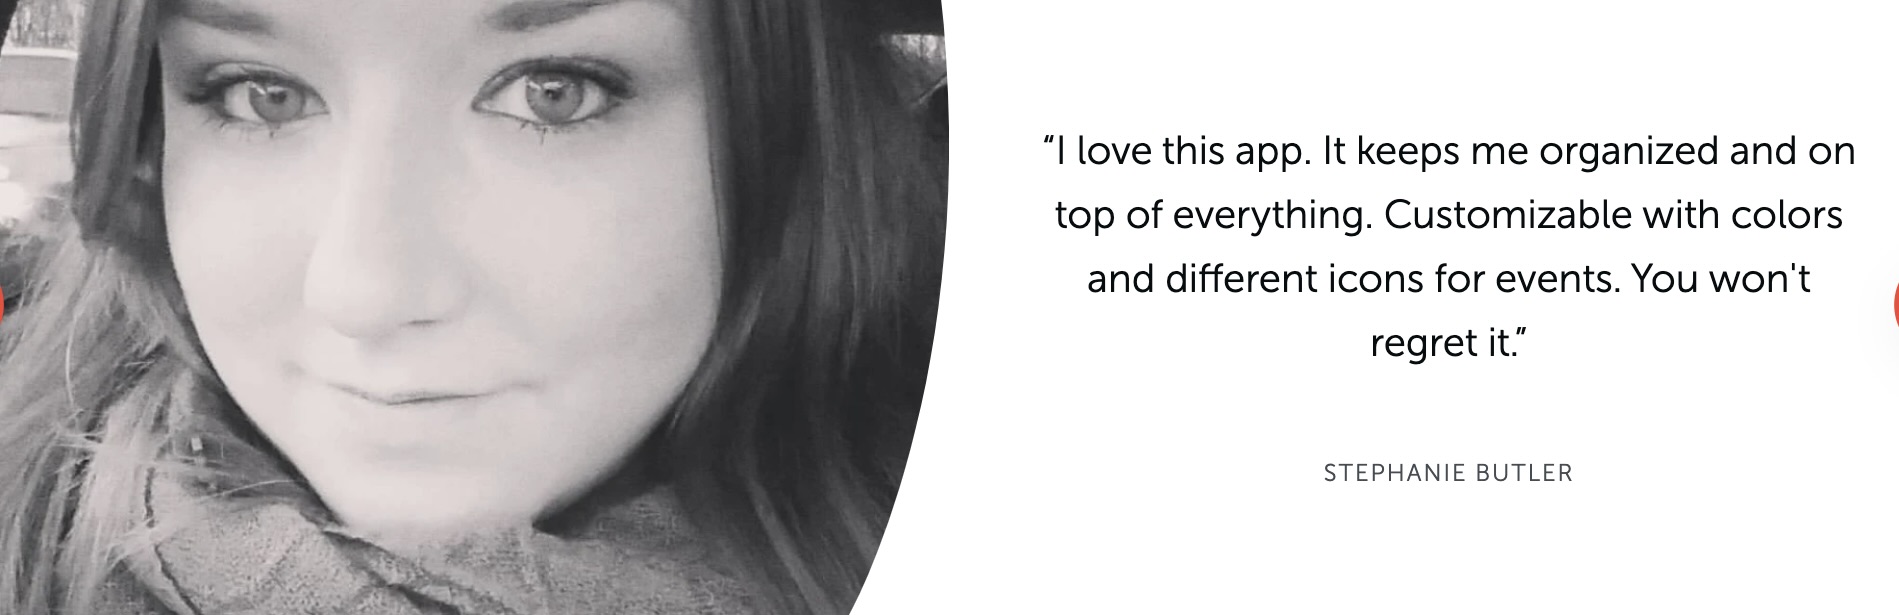 “I love this app. It keeps me organized and on
top of everything. Customizable with colors
and different icons for events. You won't
regret it.”
STEPHANIE BUTLER